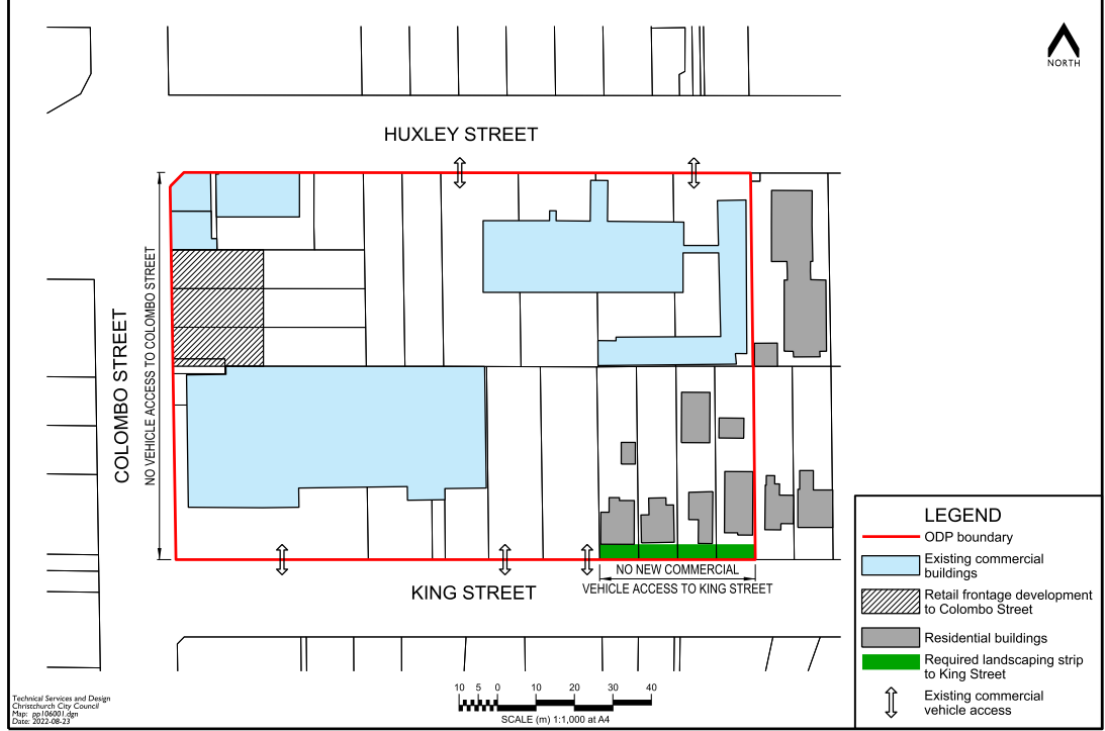 NORTH
HUXLEY STREET
COLOMBO STREET
NO VEHICLE ACCESS TO COLOMBO STREET
NO NEW COMMERCIAL
VEHICLE ACCESS TO KING STREET
KING STREET
LEGEND
ODP boundary
Existing commercial
buildings
Retail frontage development
to Colombo Street
Residential buildings
Required landscaping strip
to King Street
Existing commercial
vehicle access
10 5 0 10 20 30 40
SCALE (m) 1:1,000 at A4
Technical Services and Design
Christchurch City Council
Map: pp106001.dgn
Date: 2022-08-23